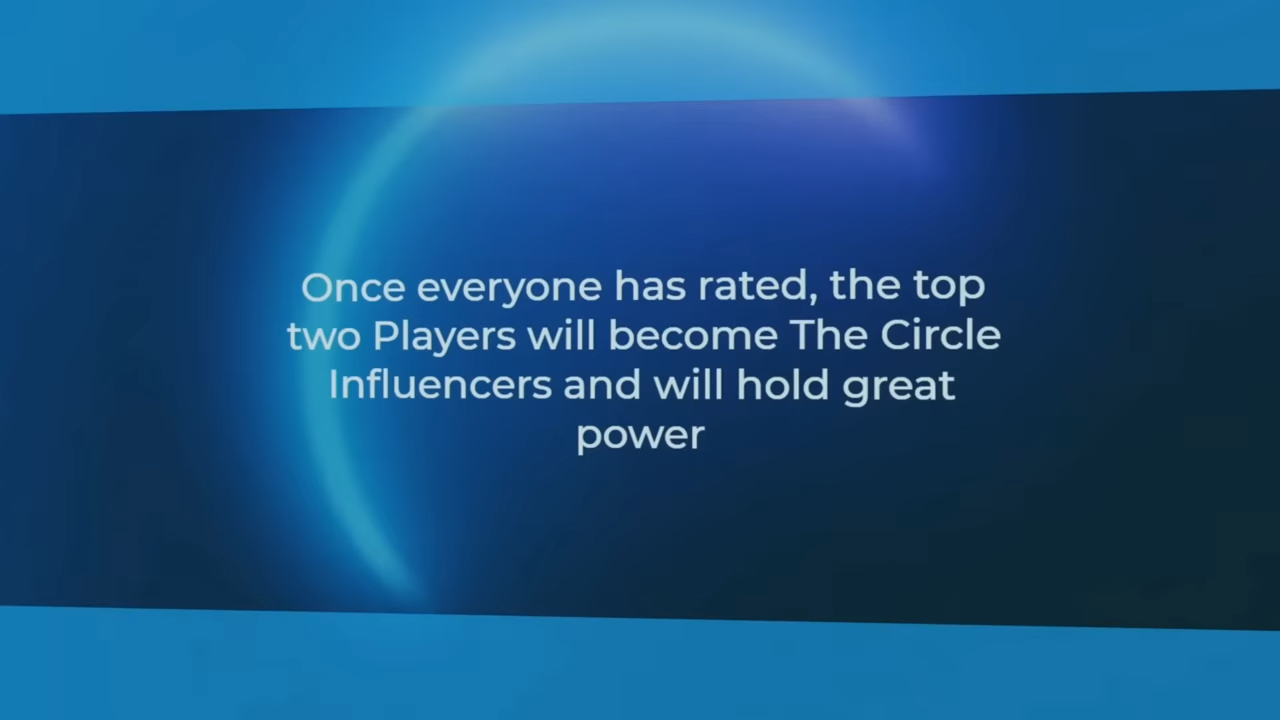 Once everyone has rated, the top
two Players will become The Circle
Influencers and will hold great
power